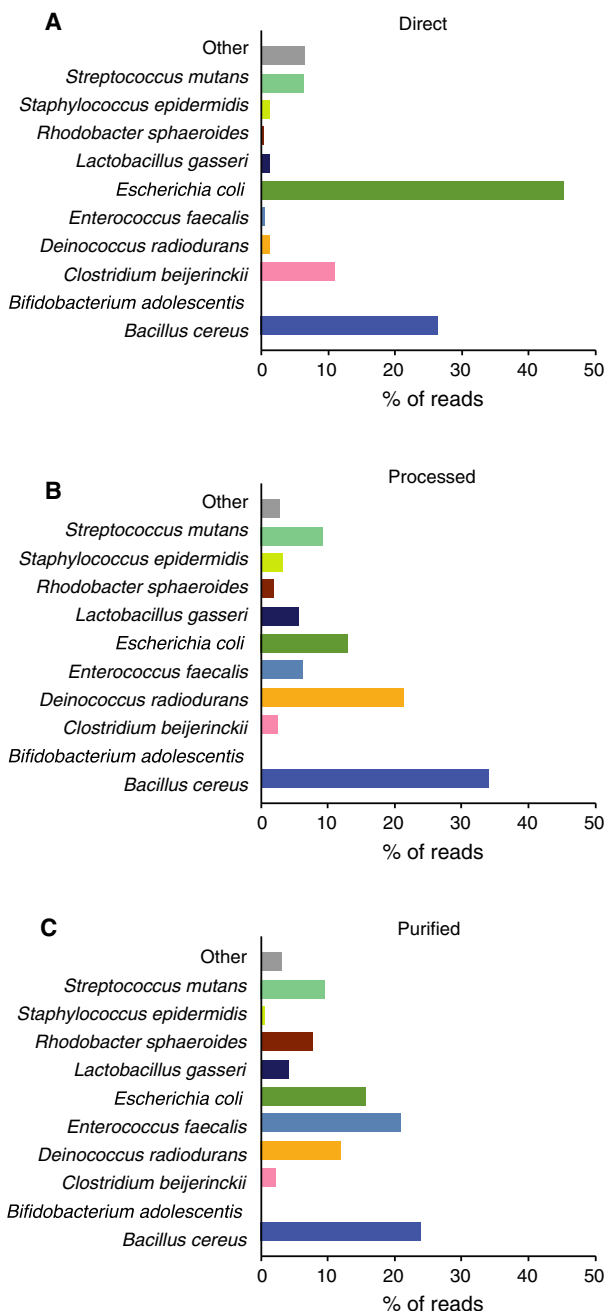 A
Direct
Other
Streptococcus mutans
Staphylococcus epidermidis
Rhodobacter sphaeroides
Lactobacillus gasseri
Escherichia coli
Enterococcus faecalis
Deinococcus radiodurans
Clostridium beijerinckii
Bifidobacterium adolescentis
Bacillus cereus
0 10 20 30 40 50
% of reads
B
Processed
Other
Streptococcus mutans
Staphylococcus epidermidis
Rhodobacter sphaeroides
Lactobacillus gasseri
Escherichia coli
Enterococcus faecalis
Deinococcus radiodurans
Clostridium beijerinckii
Bifidobacterium adolescentis
Bacillus cereus
0 10 20 30 40 50
% of reads
C
Purified
Other
Streptococcus mutans
Staphylococcus epidermidis
Rhodobacter sphaeroides
Lactobacillus gasseri
Escherichia coli
Enterococcus faecalis
Deinococcus radiodurans
Clostridium beijerinckii
Bifidobacterium adolescentis
Bacillus cereus
0 10 20 30 40 50
% of reads